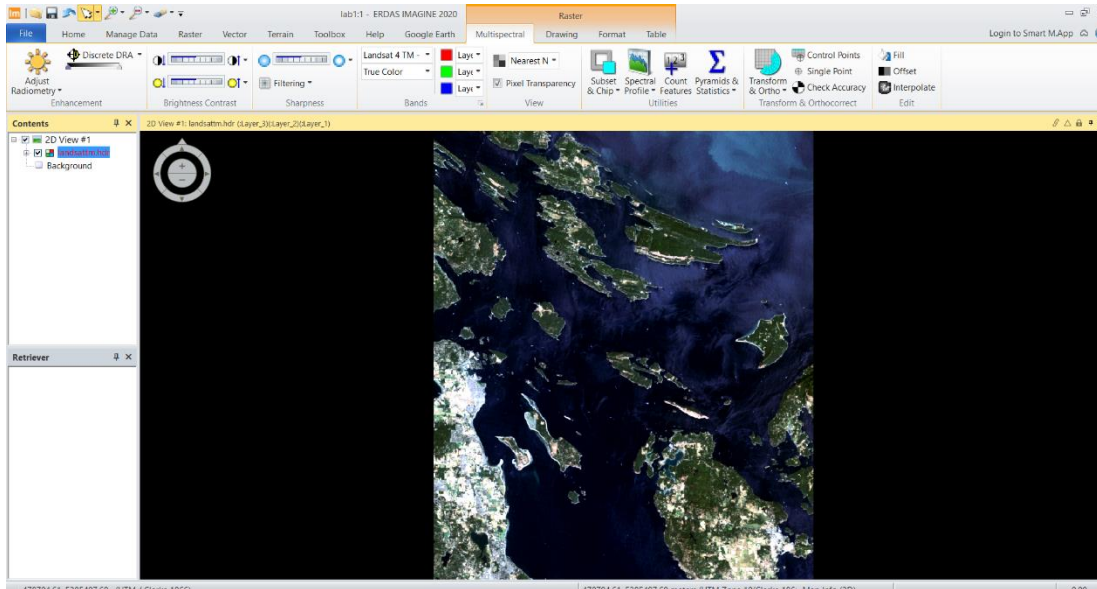 lab1:1 - ERDAS IMAGINE 2020
Raster
File Home Manage Data Raster Vector Terrain Toolbox Help Google Earth Multispectral Drawing Format Table
Login to Smart M.App
Adjust Radiometry
Discrete DRA
Enhancement
Brightness Contrast
Filtering
Sharpness
Landsat 4 TM -
True Color
Laye
Laye
Laye
Bands
Nearest N
Pixel Transparency
View
Subset & Chip
Spectral Profile
Count Features
Pyramids & Statistics
Utilities
Transform & Ortho
Control Points
Single Point
Check Accuracy
Transform & Orthocorrect
Fill
Offset
Interpolate
Edit
Contents
2D View #1
landsattm.hdr
Background
Retriever
2D View #1: landsattm.hdr (:Layer_3)(:Layer_2)(:Layer_1)